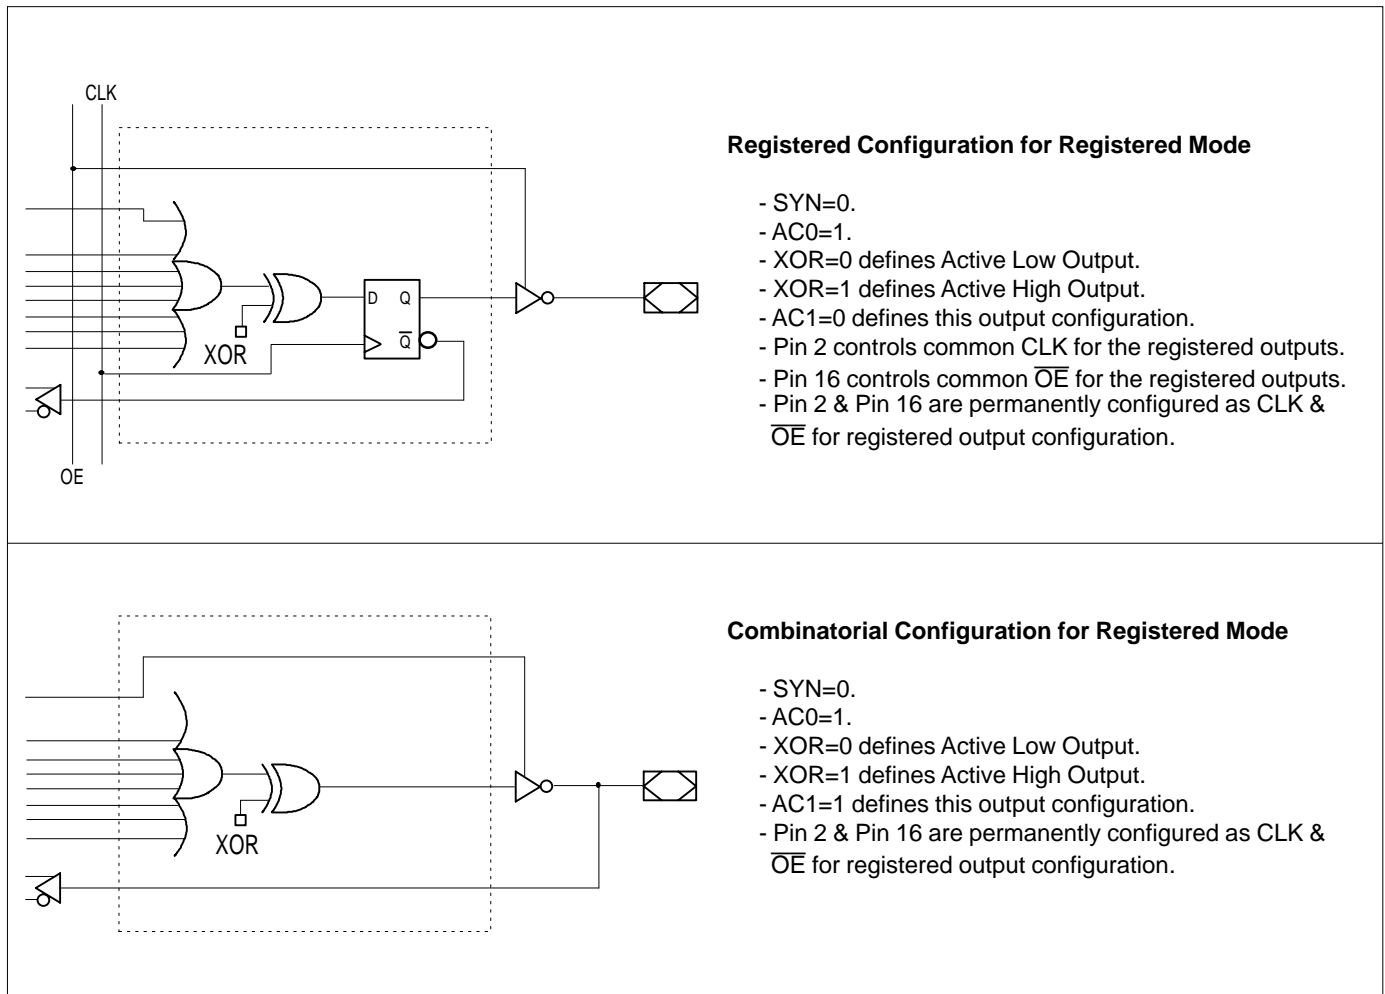 CLK
XOR
D Q
Q̅
OE
Registered Configuration for Registered Mode
- SYN=0.
- AC0=1.
- XOR=0 defines Active Low Output.
- XOR=1 defines Active High Output.
- AC1=0 defines this output configuration.
- Pin 2 controls common CLK for the registered outputs.
- Pin 16 controls common O̅E̅ for the registered outputs.
- Pin 2 & Pin 16 are permanently configured as CLK &
O̅E̅ for registered output configuration.
XOR
Combinatorial Configuration for Registered Mode
- SYN=0.
- AC0=1.
- XOR=0 defines Active Low Output.
- XOR=1 defines Active High Output.
- AC1=1 defines this output configuration.
- Pin 2 & Pin 16 are permanently configured as CLK &
O̅E̅ for registered output configuration.